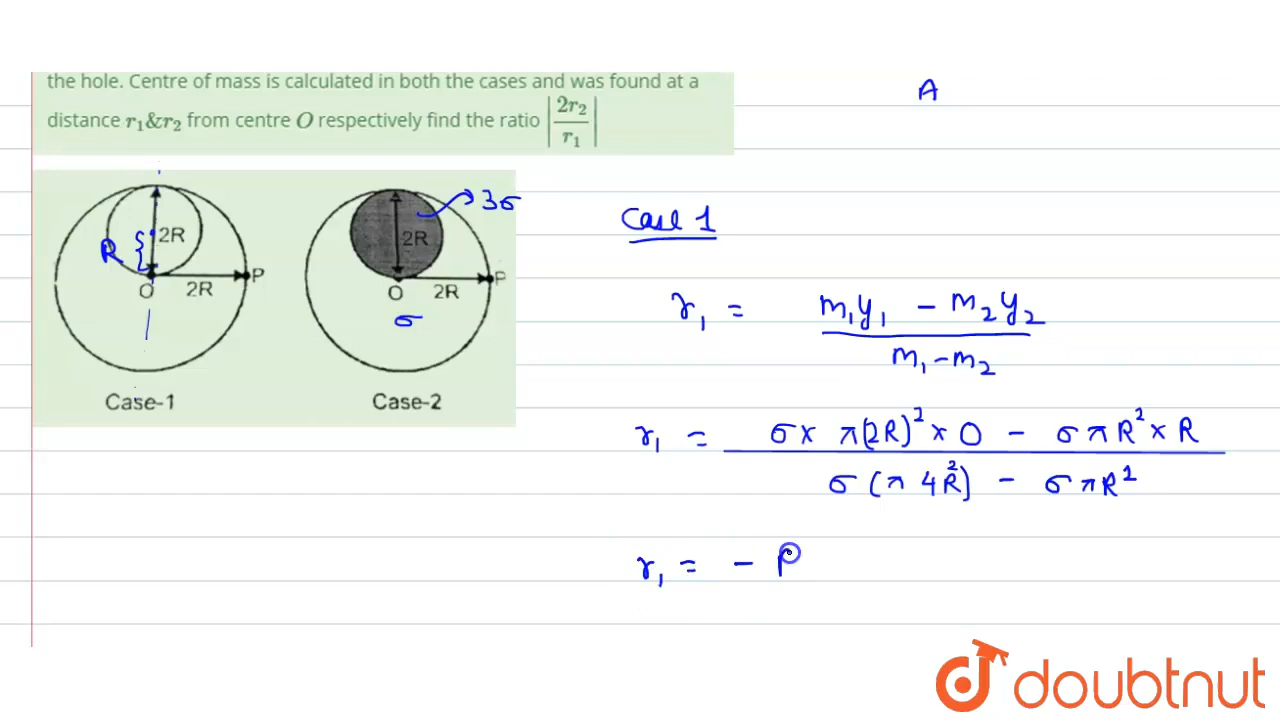 the hole. Centre of mass is calculated in both the cases and was found at a
distance r₁&r₂ from centre O respectively find the ratio |2r₂/r₁|
A
2R
R
O
2R
P
Case-1
3σ
2R
O
2R
P
σ
Case-2
Case 1
r₁ = (m₁y₁ - m₂y₂)/(m₁-m₂)
r₁ = (σ× π(2R)²×0 - σπR²×R)/(σ(π4R²) - σπR²)
r₁ = - R
doubtnut